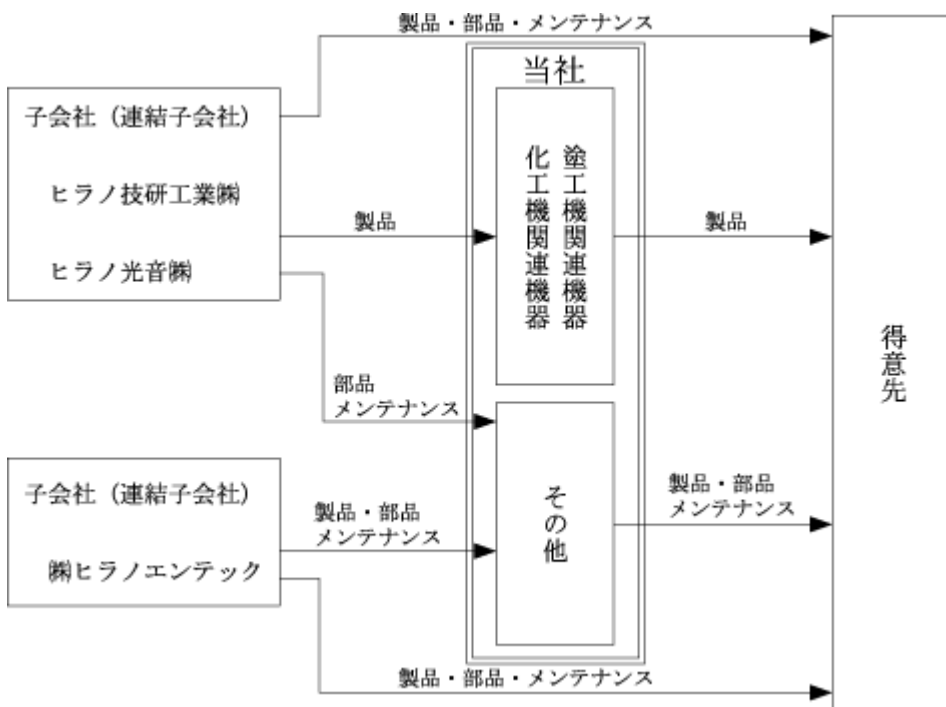 製品・部品・メンテナンス
当社
子会社（連結子会社）
ヒラノ技研工業㈱
ヒラノ光音㈱
製品
塗工機関連機器
化工機関連機器
製品
得意先
部品
メンテナンス
子会社（連結子会社）
㈱ヒラノエンテック
製品・部品
メンテナンス
その他
製品・部品
メンテナンス
製品・部品・メンテナンス